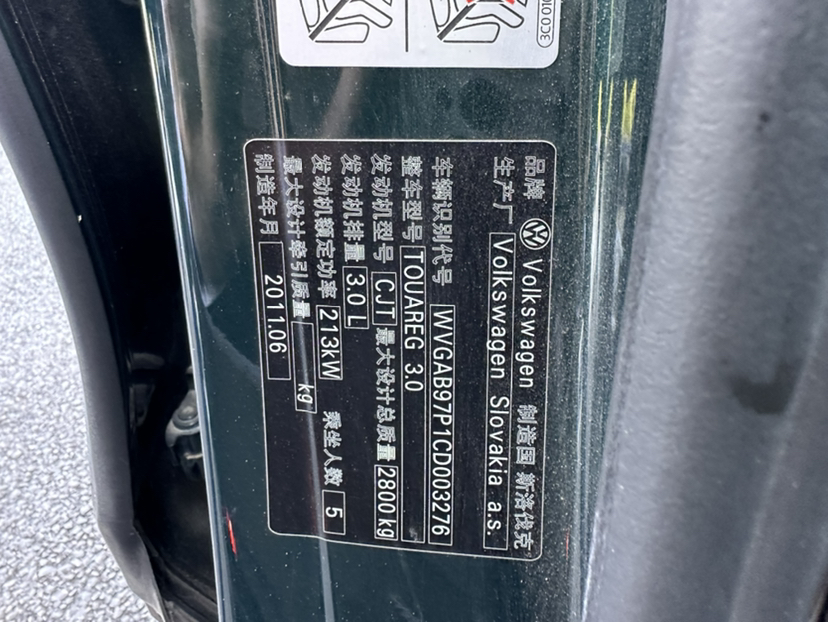 3C0 010
品牌 Volkswagen 制造国 斯洛伐克
生产厂 Volkswagen Slovakia a.s.
车辆识别代号 WVGAB97P1CD003276
整车型号 TOUAREG 3.0
发动机型号 CJT 最大设计总质量 2800kg
发动机排量 3.0 L
发动机额定功率 213kW 乘坐人数 5
最大设计牵引质量 kg
制造年月 2011.06